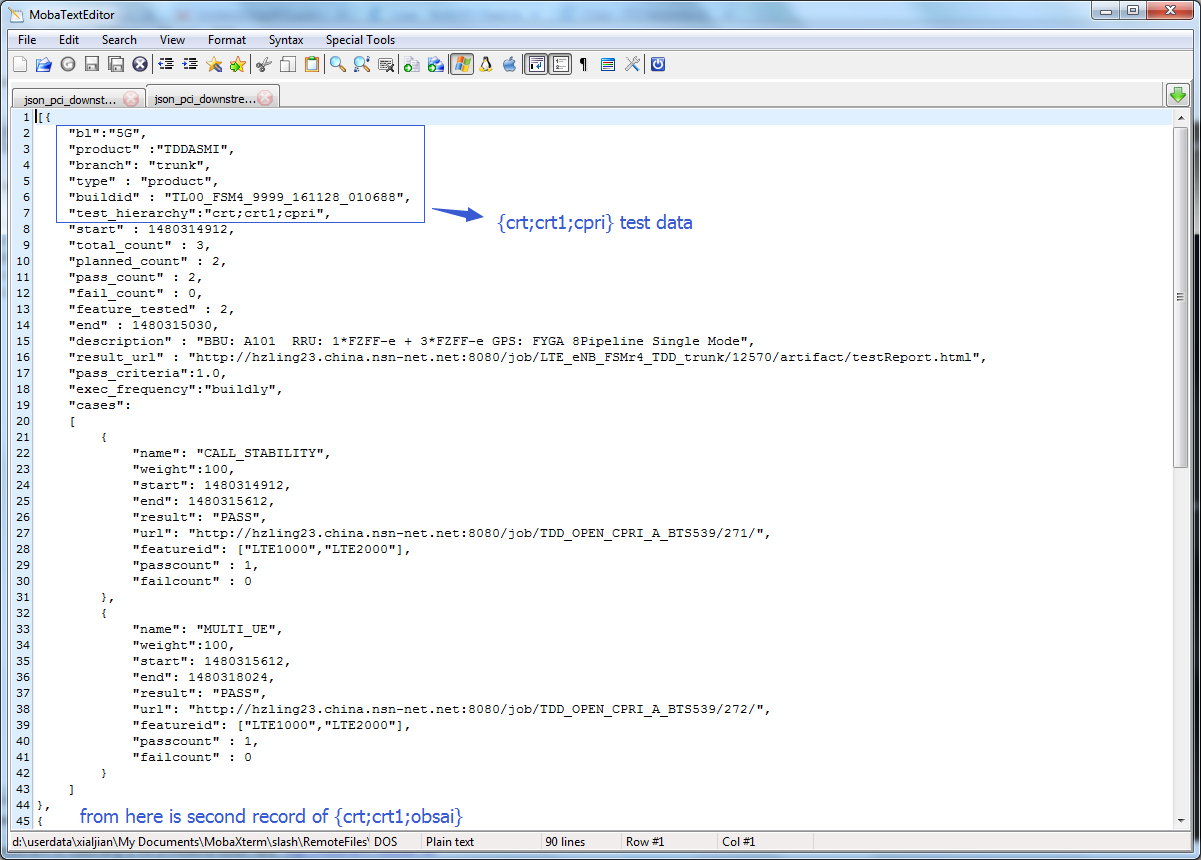 MobaTextEditor
File Edit Search View Format Syntax Special Tools
json_pci_downst... json_pci_downstre...
1 [{
2 "bl":"5G",
3 "product" :"TDDASMI",
4 "branch": "trunk",
5 "type" : "product",
6 "buildid" : "TL00_FSM4_9999_161128_010688",
7 "test_hierarchy":"crt;crt1;cpri",
{crt;crt1;cpri} test data
8 "start" : 1480314912,
9 "total_count" : 3,
10 "planned_count" : 2,
11 "pass_count" : 2,
12 "fail_count" : 0,
13 "feature_tested" : 2,
14 "end" : 1480315030,
15 "description" : "BBU: A101  RRU: 1*FZFF-e + 3*FZFF-e GPS: FYGA 8Pipeline Single Mode",
16 "result_url" : "http://hzling23.china.nsn-net.net:8080/job/LTE_eNB_FSMr4_TDD_trunk/12570/artifact/testReport.html",
17 "pass_criteria":1.0,
18 "exec_frequency":"buildly",
19 "cases":
20 [
21 {
22 "name": "CALL_STABILITY",
23 "weight":100,
24 "start": 1480314912,
25 "end": 1480315612,
26 "result": "PASS",
27 "url": "http://hzling23.china.nsn-net.net:8080/job/TDD_OPEN_CPRI_A_BTS539/271/",
28 "featureid": ["LTE1000","LTE2000"],
29 "passcount" : 1,
30 "failcount" : 0
31 },
32 {
33 "name": "MULTI_UE",
34 "weight":100,
35 "start": 1480315612,
36 "end": 1480318024,
37 "result": "PASS",
38 "url": "http://hzling23.china.nsn-net.net:8080/job/TDD_OPEN_CPRI_A_BTS539/272/",
39 "featureid": ["LTE1000","LTE2000"],
40 "passcount" : 1,
41 "failcount" : 0
42 }
43 ]
44 },
from here is second record of {crt;crt1;obsai}
45 {
d:\userdata\xialjian\My Documents\MobaXterm\slash\RemoteFiles\ DOS Plain text 90 lines Row #1 Col #1